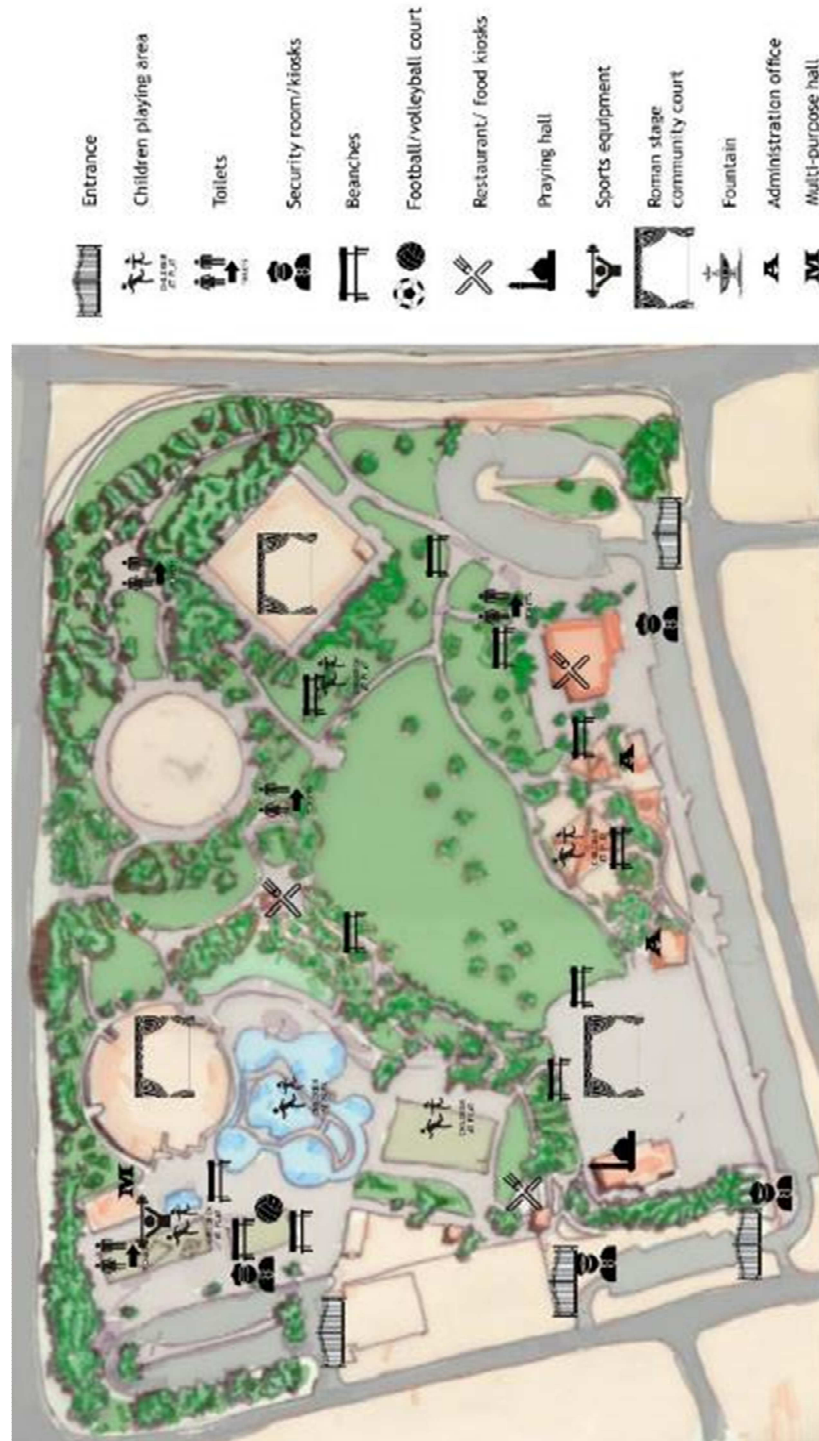 Entrance
Children playing area
Toilets
Security room/kiosks
Beanches
Football/volleyball court
Restaurant/ food kiosks
Praying hall
Sports equipment
Roman stage
community court
Fountain
A
Administration office
M
Multi-purpose hall
M
A
A